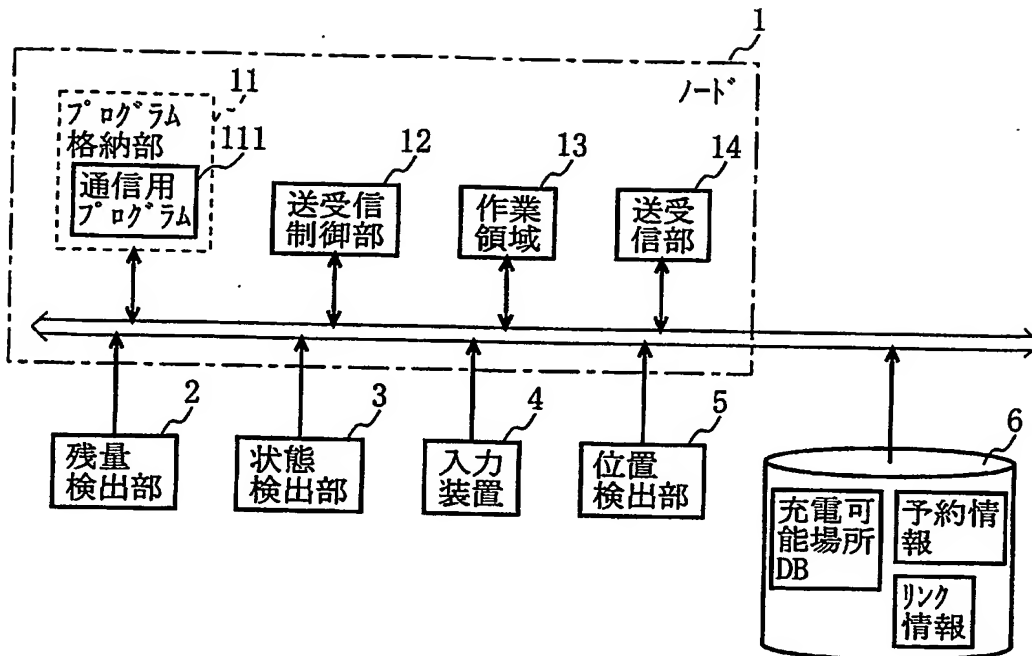 1
ノード
11
プログラム
格納部
111
通信用
プログラム
12
送受信
制御部
13
作業
領域
14
送受
信部
2
残量
検出部
3
状態
検出部
4
入力
装置
5
位置
検出部
6
充電可
能場所
DB
予約情
報
リンク
情報